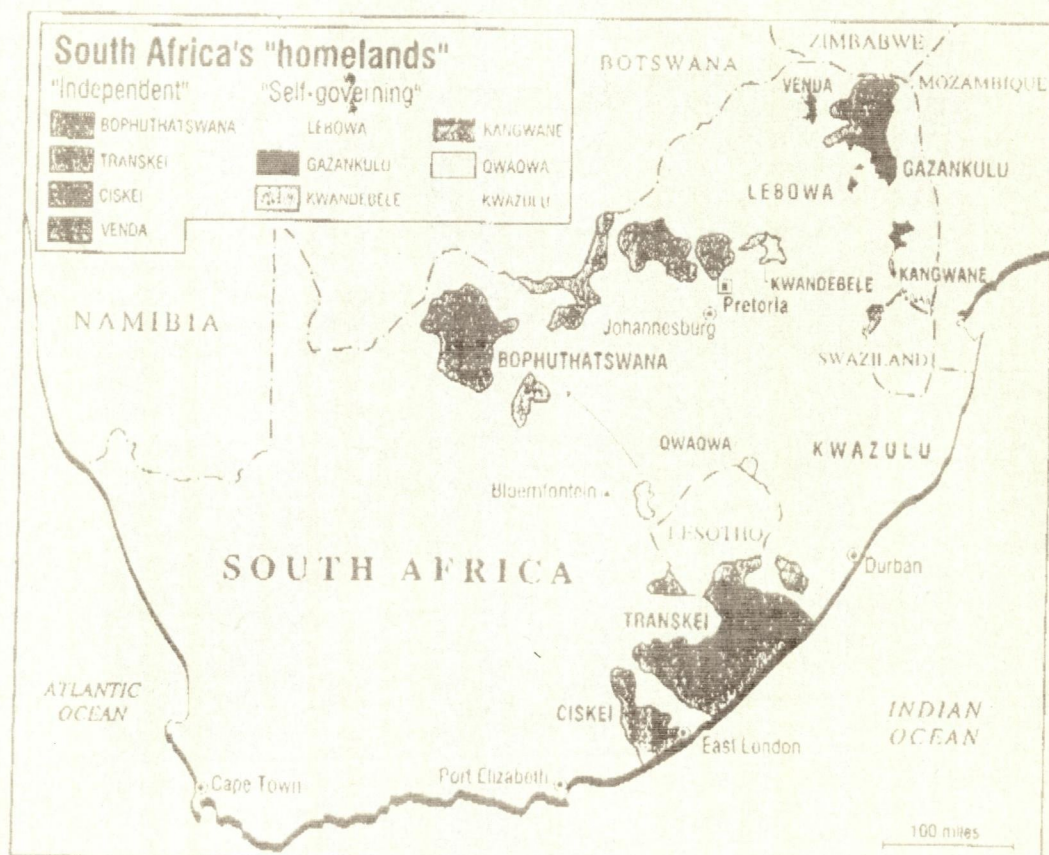 South Africa's "homelands"
"Independent"
BOPHUTHATSWANA
TRANSKEI
CISKEI
VENDA
"Self-governing"
LEBOWA
GAZANKULU
KWANDEBELE
KANGWANE
QWAQWA
KWAZULU
ZIMBABWE
BOTSWANA
VENDA
MOZAMBIQUE
GAZANKULU
LEBOWA
KWANDEBELE
KANGWANE
Pretoria
NAMIBIA
Johannesburg
SWAZILAND
BOPHUTHATSWANA
QWAQWA
KWAZULU
Bloemfontein
LESOTHO
SOUTH AFRICA
Durban
TRANSKEI
ATLANTIC
OCEAN
CISKEI
INDIAN
OCEAN
East London
Port Elizabeth
Cape Town
100 miles